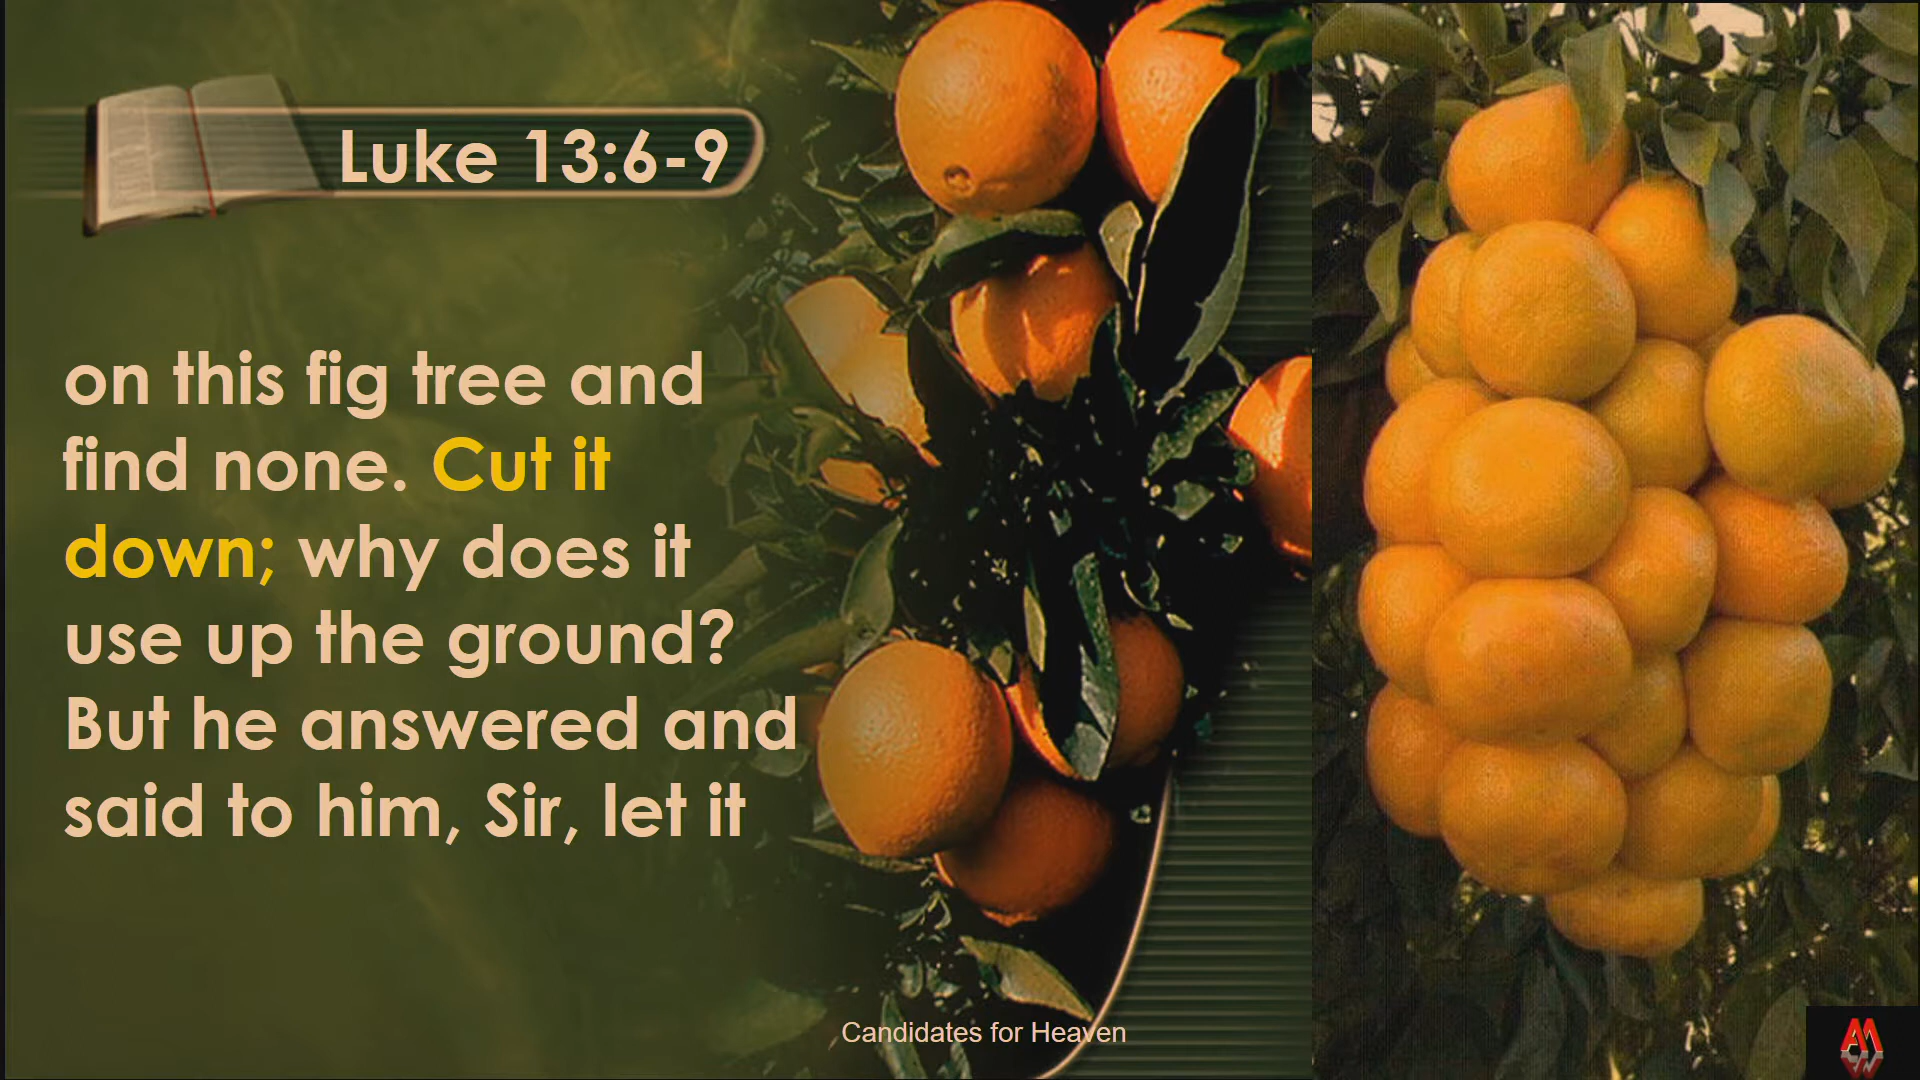 Luke 13:6-9
on this fig tree and
find none. Cut it
down; why does it
use up the ground?
But he answered and
said to him, Sir, let it
Candidates for Heaven